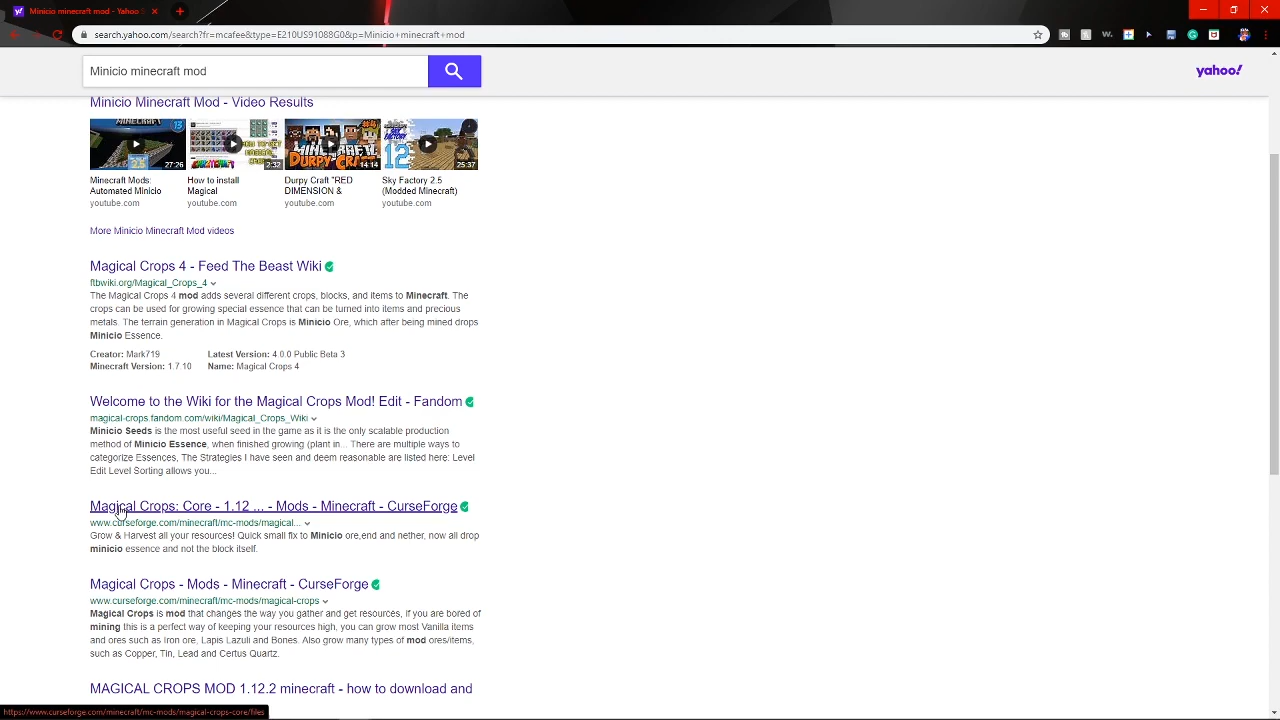 Minicio minecraft mod - Yahoo S
search.yahoo.com/search?fr=mcafee&type=E210US91088G0&p=Minicio+minecraft+mod
Minicio minecraft mod
yahoo!
Minicio Minecraft Mod - Video Results
MINECRAFT
13
2.5
27:26
2:32
MINECRAFT
#4
DURPY CRA
14:14
12
25:37
Minecraft Mods:
Automated Minicio
youtube.com
How to install
Magical
youtube.com
Durpy Craft "RED
DIMENSION &
youtube.com
Sky Factory 2.5
(Modded Minecraft)
youtube.com
More Minicio Minecraft Mod videos
Magical Crops 4 - Feed The Beast Wiki
ftbwiki.org/Magical_Crops_4
The Magical Crops 4 mod adds several different crops, blocks, and items to Minecraft. The
crops can be used for growing special essence that can be turned into items and precious
metals. The terrain generation in Magical Crops is Minicio Ore, which after being mined drops
Minicio Essence.
Creator: Mark719 Latest Version: 4.0.0 Public Beta 3
Minecraft Version: 1.7.10 Name: Magical Crops 4
Welcome to the Wiki for the Magical Crops Mod! Edit - Fandom
magical-crops.fandom.com/wiki/Magical_Crops_Wiki
Minicio Seeds is the most useful seed in the game as it is the only scalable production
method of Minicio Essence, when finished growing (plant in... There are multiple ways to
categorize Essences, The Strategies I have seen and deem reasonable are listed here: Level
Edit Level Sorting allows you...
Magical Crops: Core - 1.12 ... - Mods - Minecraft - CurseForge
www.curseforge.com/minecraft/mc-mods/magical...
Grow & Harvest all your resources! Quick small fix to Minicio ore,end and nether, now all drop
minicio essence and not the block itself.
Magical Crops - Mods - Minecraft - CurseForge
www.curseforge.com/minecraft/mc-mods/magical-crops
Magical Crops is mod that changes the way you gather and get resources, if you are bored of
mining this is a perfect way of keeping your resources high, you can grow most Vanilla items
and ores such as Iron ore, Lapis Lazuli and Bones. Also grow many types of mod ores/items,
such as Copper, Tin, Lead and Certus Quartz.
MAGICAL CROPS MOD 1.12.2 minecraft - how to download and
https://www.curseforge.com/minecraft/mc-mods/magical-crops-core/files